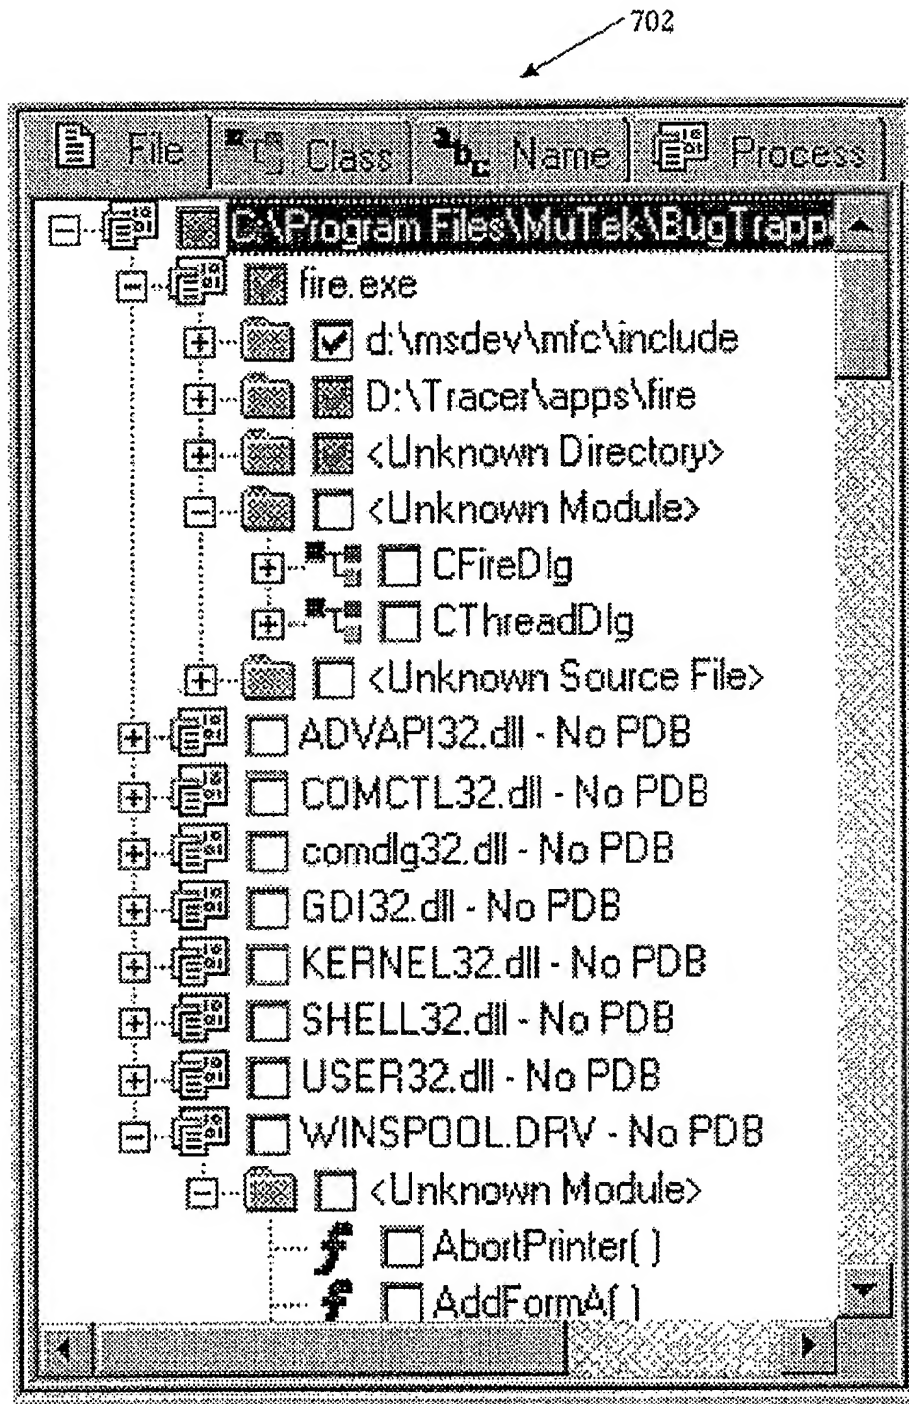 702
File Class Name Process
C:\Program Files\MuTek\BugTrapp
fire.exe
d:\msdev\mfc\include
D:\Tracer\apps\fire
<Unknown Directory>
<Unknown Module>
CFireDlg
CThreadDlg
<Unknown Source File>
ADVAPI32.dll - No PDB
COMCTL32.dll - No PDB
comdlg32.dll - No PDB
GDI32.dll - No PDB
KERNEL32.dll - No PDB
SHELL32.dll - No PDB
USER32.dll - No PDB
WINSPOOL.DRV - No PDB
<Unknown Module>
AbortPrinter( )
AddFormA( )